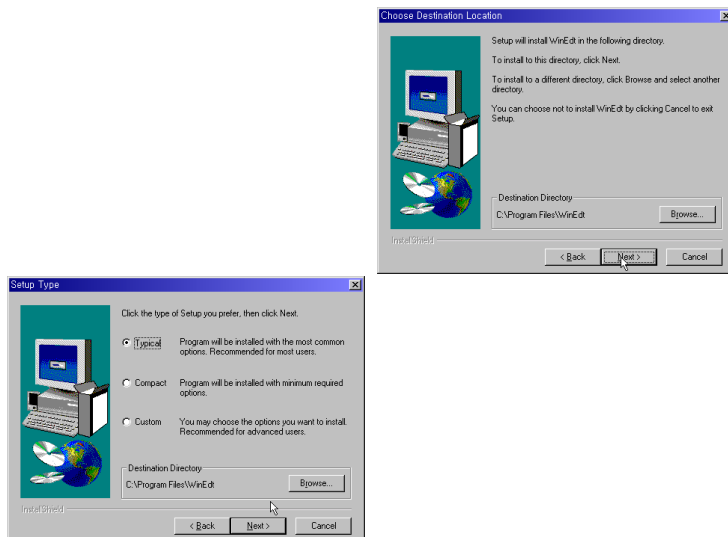 Choose Destination Location
Setup will install WinEdt in the following directory.
To install to this directory, click Next.
To install to a different directory, click Browse and select another
directory.
You can choose not to install WinEdt by clicking Cancel to exit
Setup.
Destination Directory
C:\Program Files\WinEdt
Browse...
InstallShield
< Back
Next >
Cancel
Setup Type
Click the type of Setup you prefer, then click Next.
Typical
Program will be installed with the most common
options. Recommended for most users.
Compact
Program will be installed with minimum required
options.
Custom
You may choose the options you want to install.
Recommended for advanced users.
Destination Directory
C:\Program Files\WinEdt
Browse...
InstallShield
< Back
Next >
Cancel